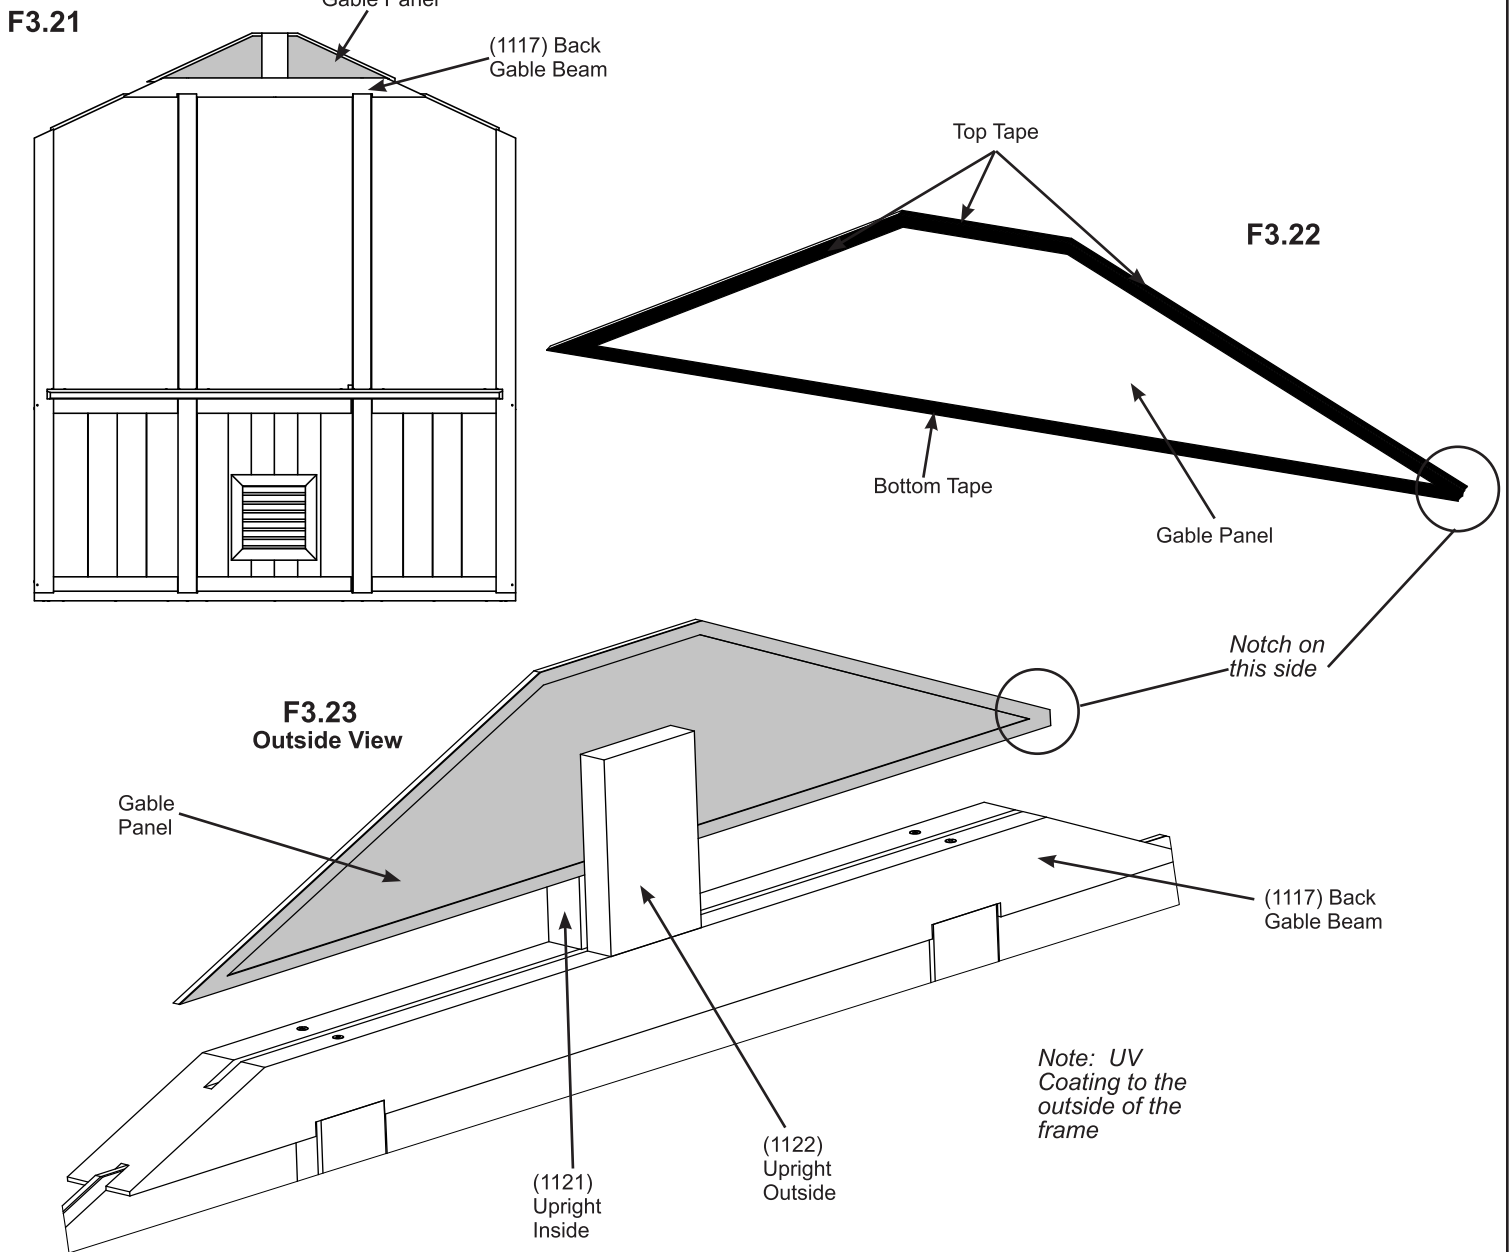 Gable Panel
F3.21
(1117) Back
Gable Beam
Top Tape
F3.22
Bottom Tape
Gable Panel
Notch on
this side
F3.23
Outside View
Gable
Panel
(1117) Back
Gable Beam
Note: UV
Coating to the
outside of the
frame
(1122)
Upright
Outside
(1121)
Upright
Inside